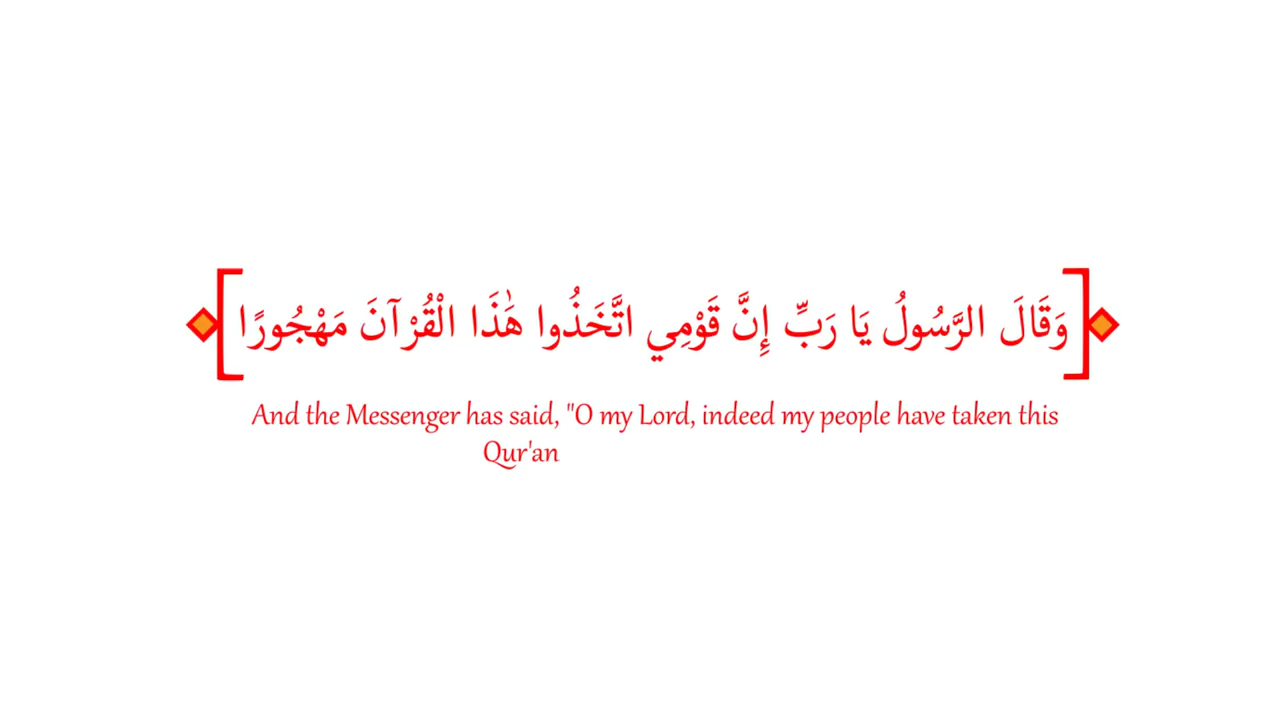 وَقَالَ الرَّسُولُ يَا رَبِّ إِنَّ قَوْمِي اتَّخَذُوا هَٰذَا الْقُرْآنَ مَهْجُورًا
And the Messenger has said, "O my Lord, indeed my people have taken this
Qur'an